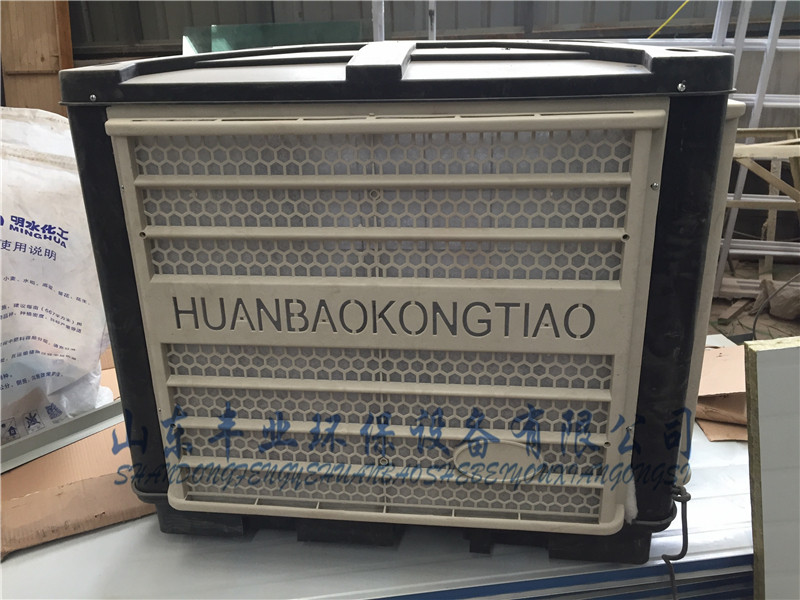 明水化工
MINGHUA
使用说明
HUANBAOKONGTIAO
山东丰业环保设备有限公司
SHANDONGFENGYEHUANBAOSHEBEIYOUXIANGONGSI